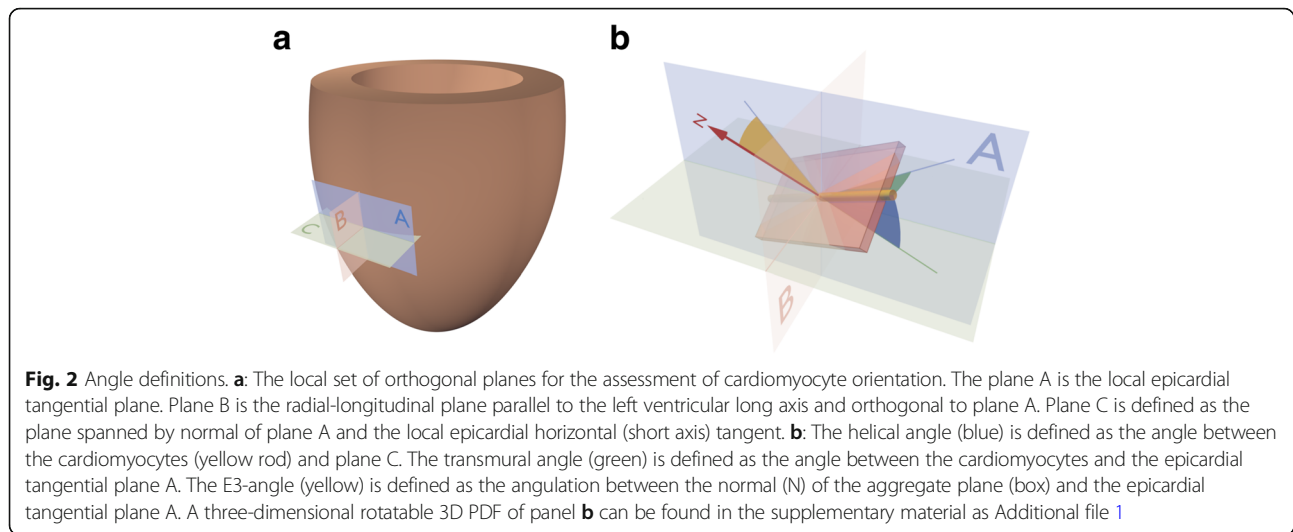 a
b
A
B
C
N
A
B
Fig. 2 Angle definitions. a: The local set of orthogonal planes for the assessment of cardiomyocyte orientation. The plane A is the local epicardial
tangential plane. Plane B is the radial-longitudinal plane parallel to the left ventricular long axis and orthogonal to plane A. Plane C is defined as the
plane spanned by normal of plane A and the local epicardial horizontal (short axis) tangent. b: The helical angle (blue) is defined as the angle between
the cardiomyocytes (yellow rod) and plane C. The transmural angle (green) is defined as the angle between the cardiomyocytes and the epicardial
tangential plane A. The E3-angle (yellow) is defined as the angulation between the normal (N) of the aggregate plane (box) and the epicardial
tangential plane A. A three-dimensional rotatable 3D PDF of panel b can be found in the supplementary material as Additional file 1